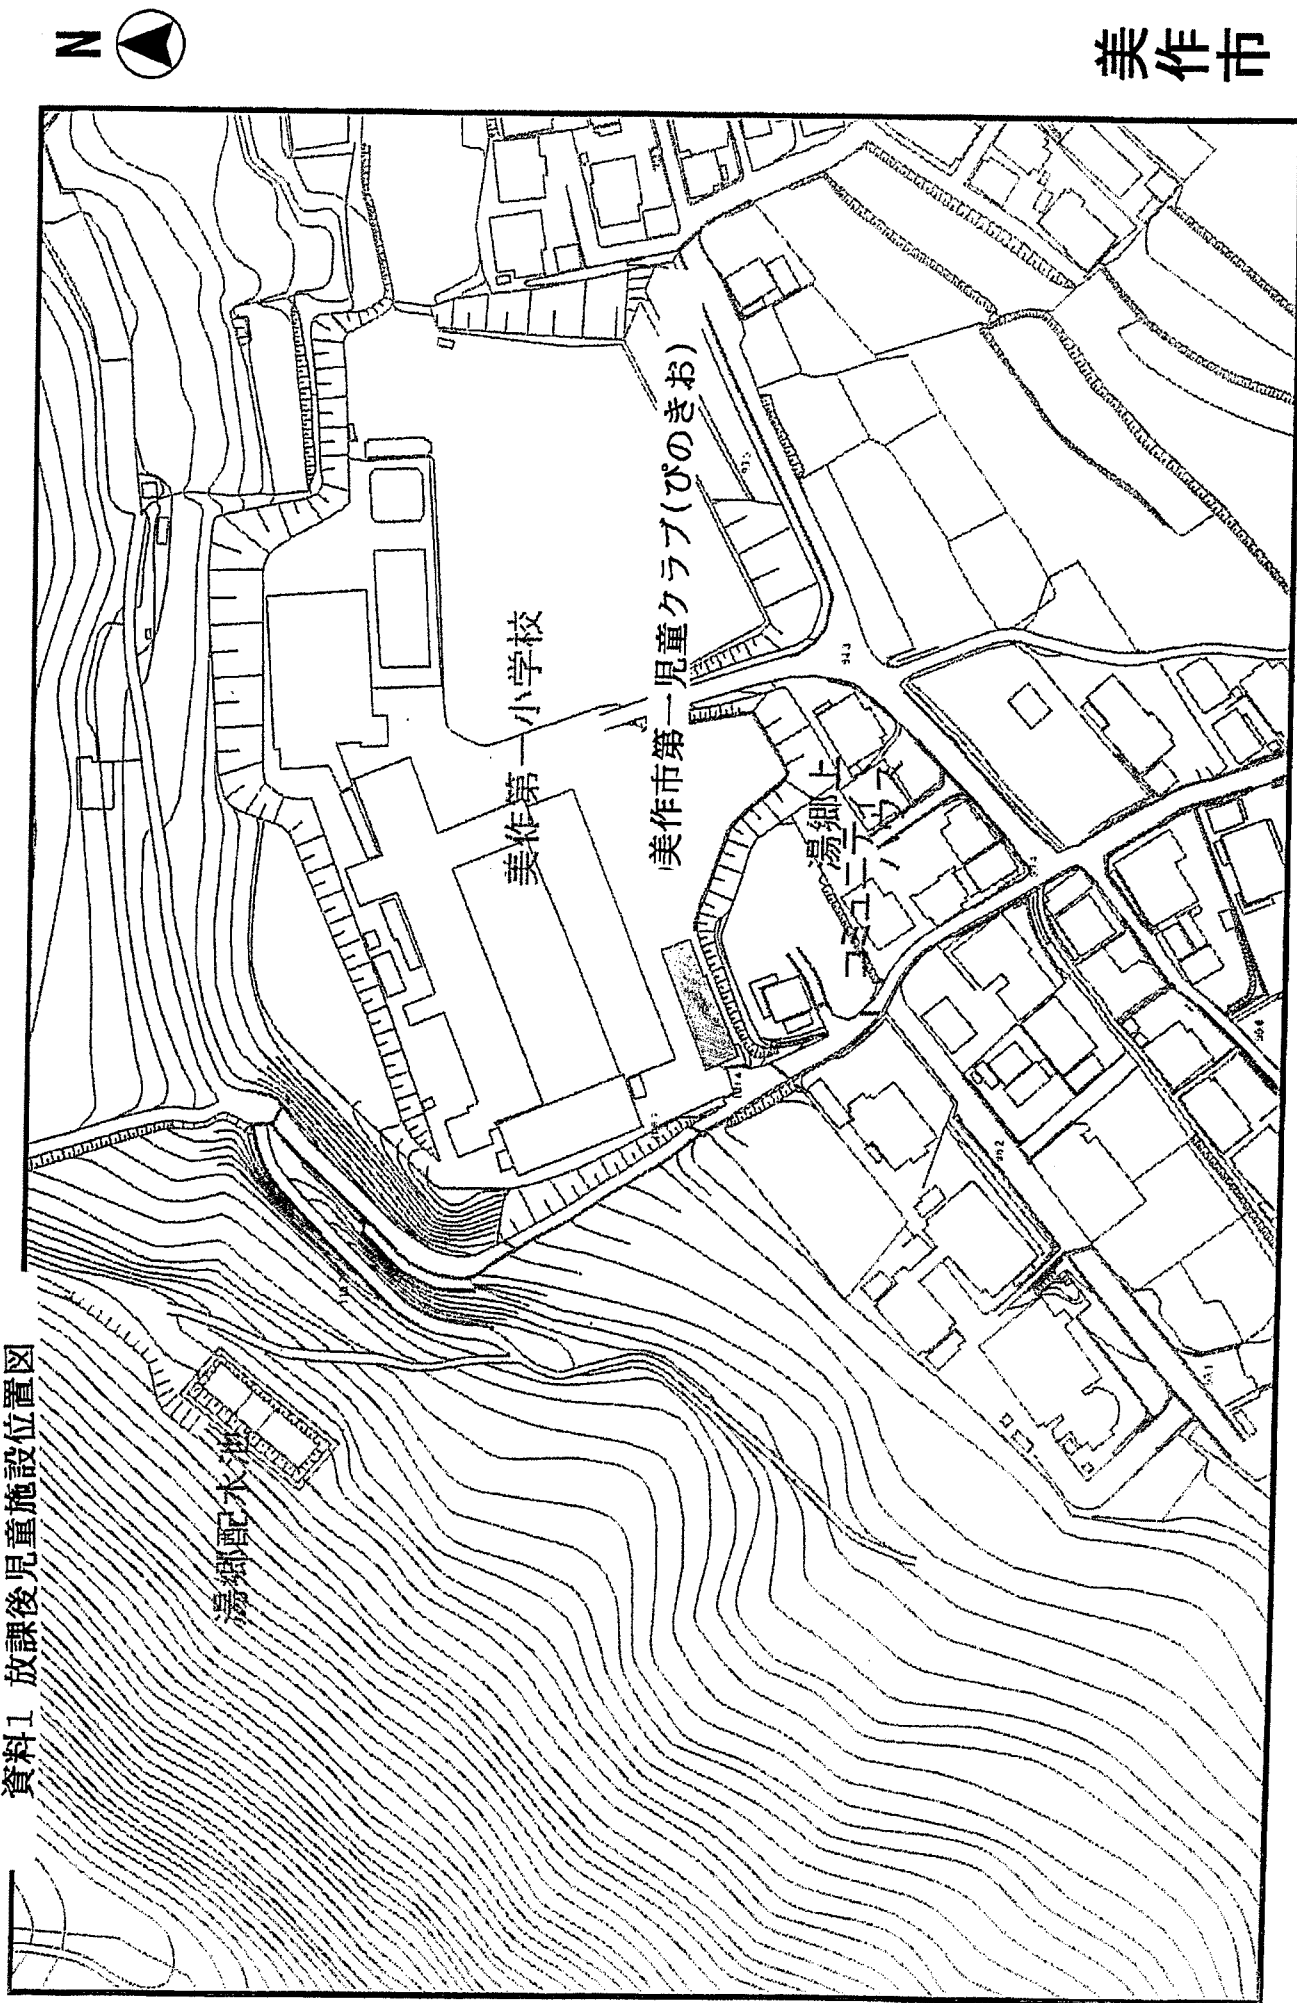 資料1 放課後児童施設位置図
N
湯郷配水池
美作第一小学校
美作市第一児童クラブ(ぴのきお)
湯郷上
コミュニティハウス
美作市